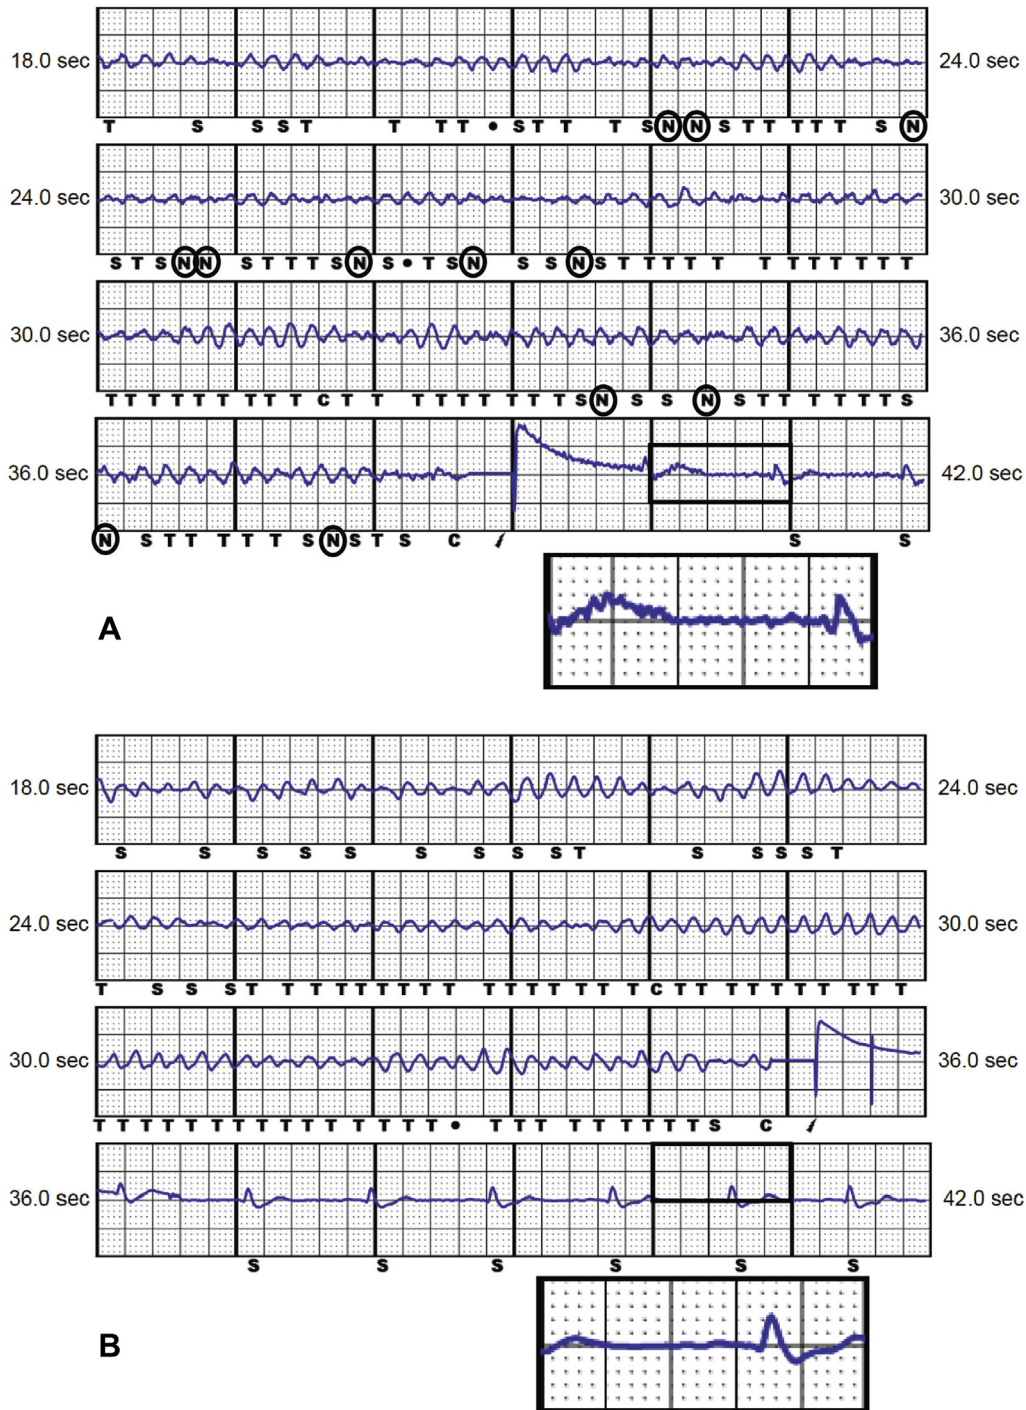 18.0 sec 24.0 sec
T S S S T T T T • S T T T S N N S T T T T T S N
24.0 sec 30.0 sec
S T S N N S T T T S N S • T S N S S N S T T T T T T T T T T T T
30.0 sec 36.0 sec
T T T T T T T T T C T T T T T T T T T S N S S N S T T T T T T S
36.0 sec 42.0 sec
N S T T T T T S N S T S C S S
A
18.0 sec 24.0 sec
S S S S S S S S S T S S S S T
24.0 sec 30.0 sec
T S S S T T T T T T T T T T T T T T T C T T T T T T T T T T
30.0 sec 36.0 sec
T T T T T T T T T T T T T T T • T T T T T T T T T T S C
36.0 sec 42.0 sec
S S S S S S
B